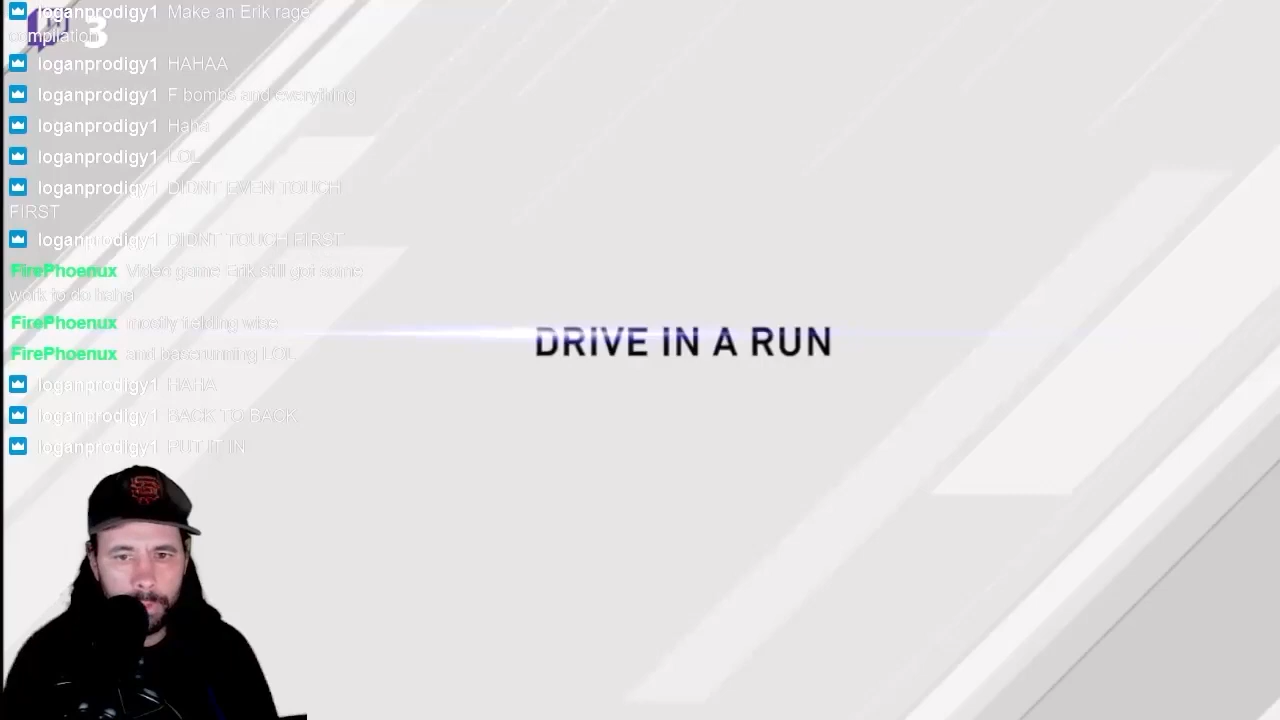 loganprodigy1 Make an Erik rage
compilation
3
loganprodigy1 HAHAA
loganprodigy1 F bombs and everything
loganprodigy1 Haha
loganprodigy1 LOL
loganprodigy1 DIDNT EVEN TOUCH
FIRST
loganprodigy1 DIDNT TOUCH FIRST
FirePhoenux Video game Erik still got some
work to do haha
FirePhoenux mostly fielding wise
FirePhoenux and baserunning LOL
DRIVE IN A RUN
loganprodigy1 HAHA
loganprodigy1 BACK TO BACK
loganprodigy1 PUT IT IN
SF